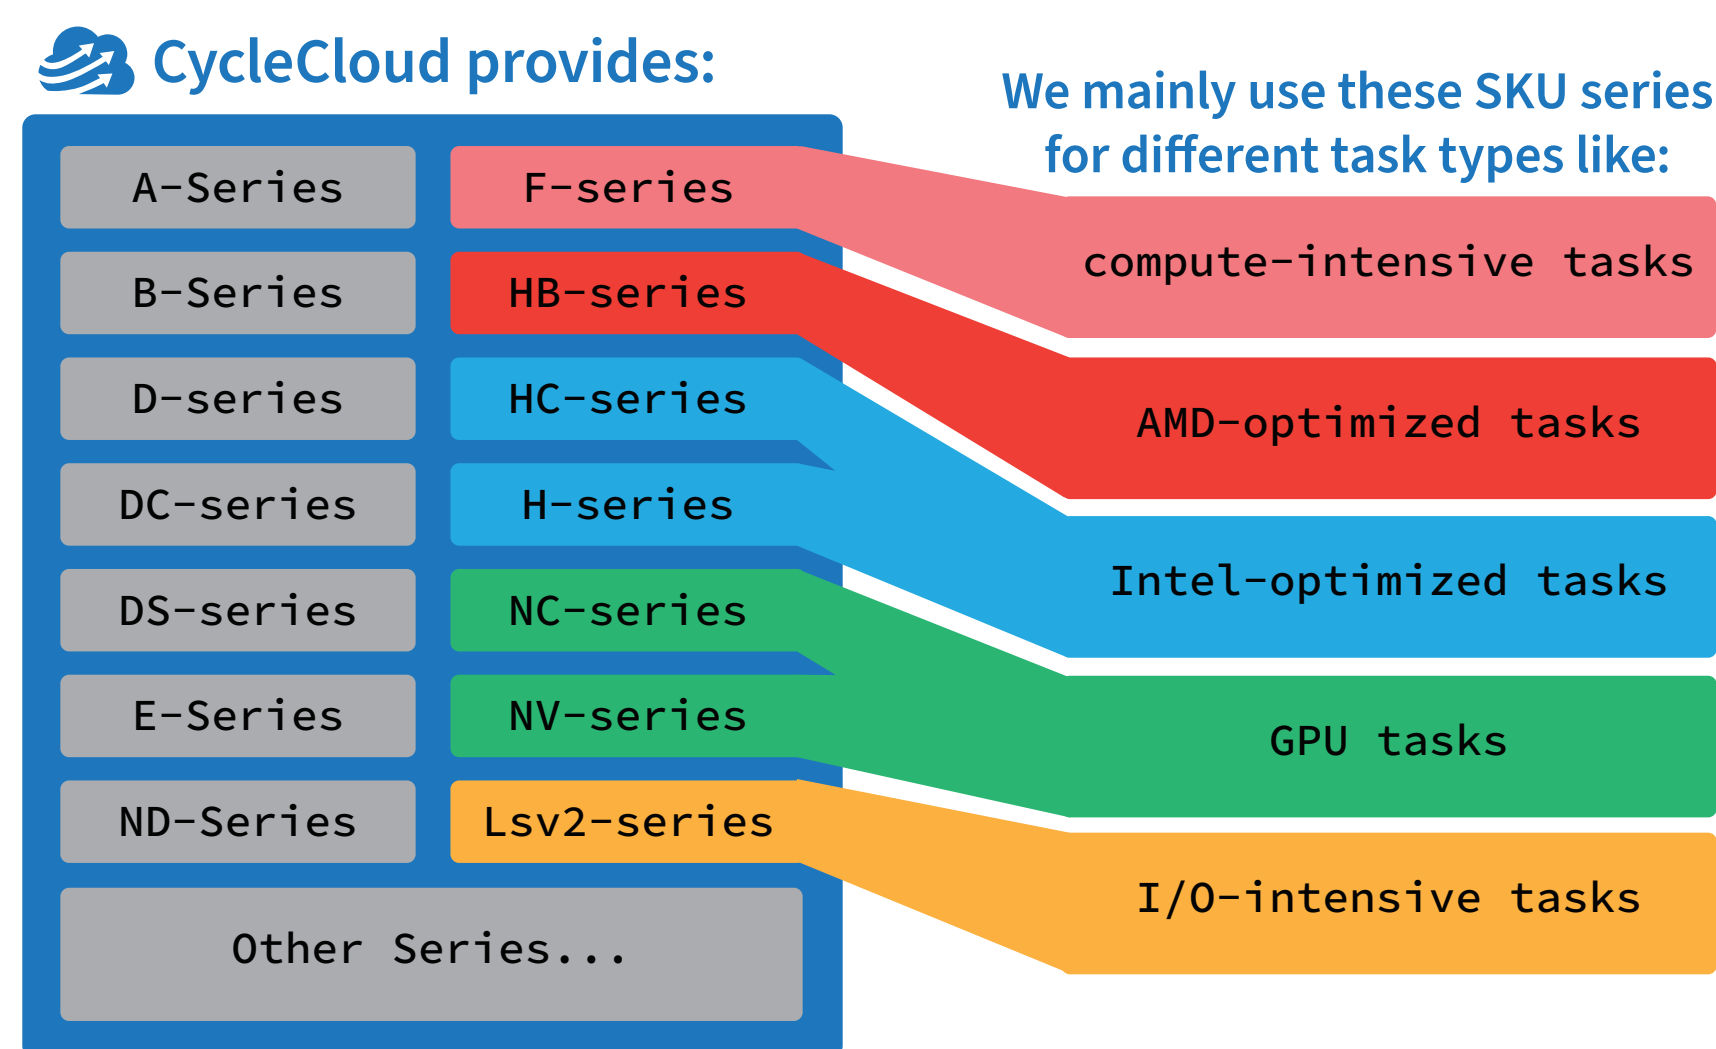 CycleCloud provides:
We mainly use these SKU series
for different task types like:
A-Series
F-series
B-Series
HB-series
D-series
HC-series
DC-series
H-series
DS-series
NC-series
E-Series
NV-series
ND-Series
Lsv2-series
Other Series...
compute-intensive tasks
AMD-optimized tasks
Intel-optimized tasks
GPU tasks
I/O-intensive tasks